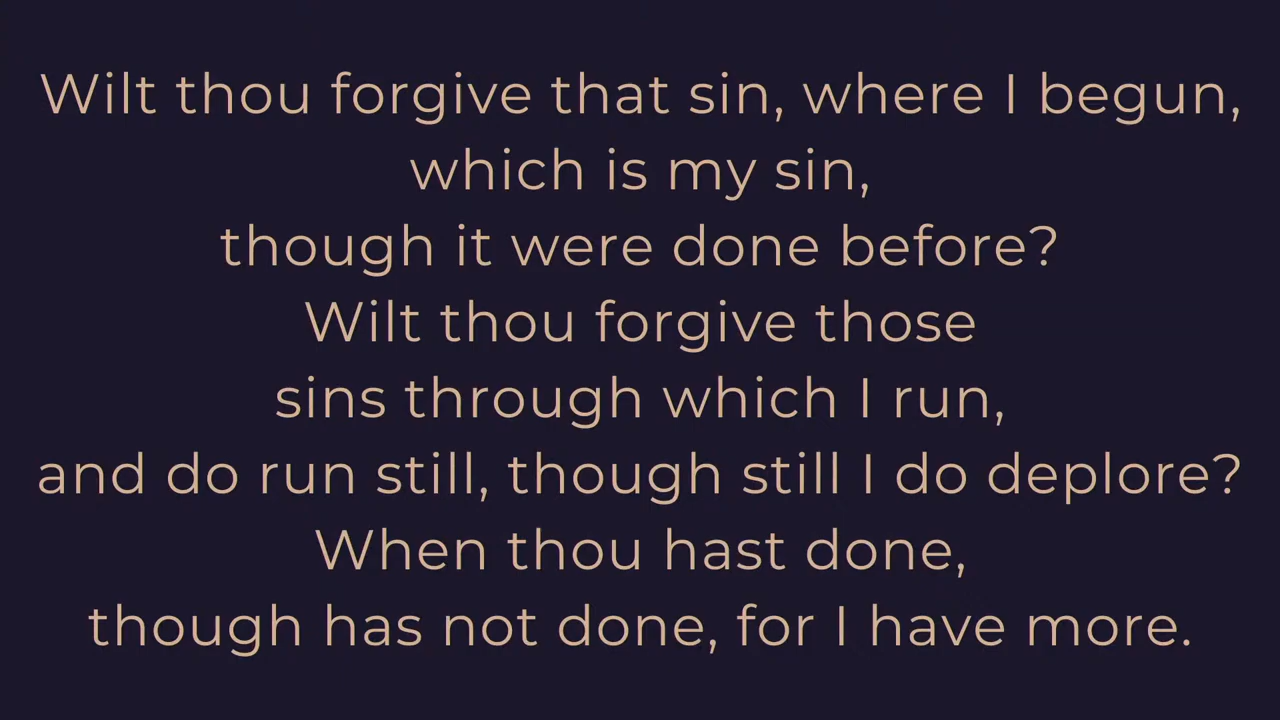 Wilt thou forgive that sin, where I begun,
which is my sin,
though it were done before?
Wilt thou forgive those
sins through which I run,
and do run still, though still I do deplore?
When thou hast done,
though has not done, for I have more.